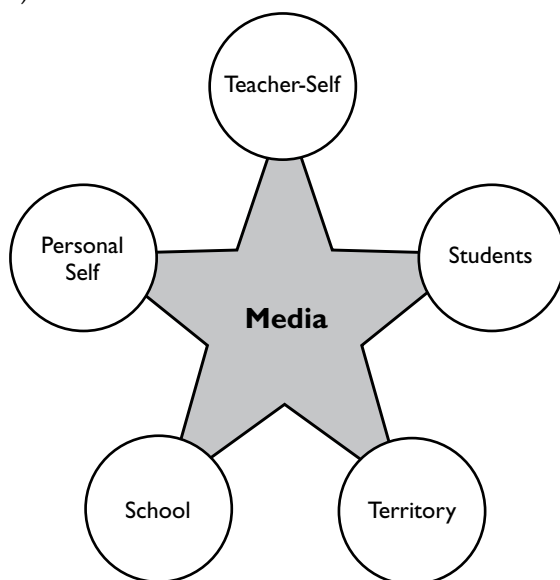 Teacher-Self
Personal
Self
Students
Media
School
Territory